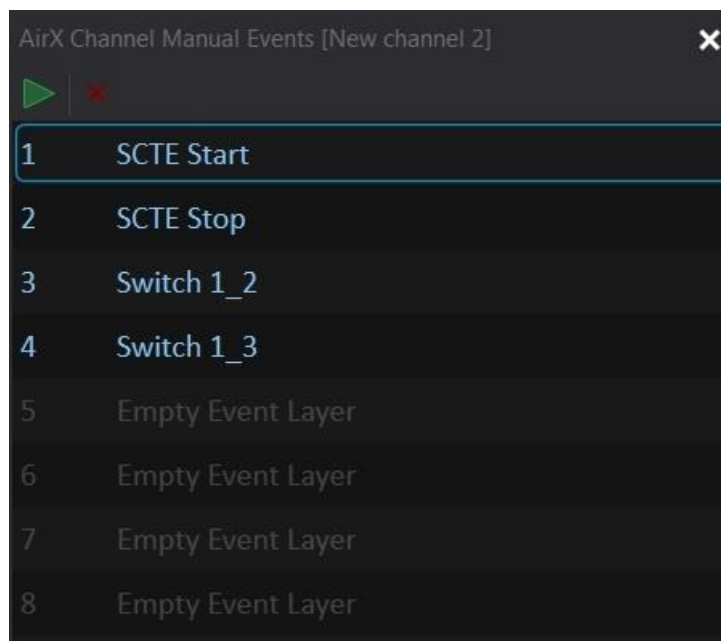 AirX Channel Manual Events [New channel 2]
1 SCTE Start
2 SCTE Stop
3 Switch 1_2
4 Switch 1_3
5 Empty Event Layer
6 Empty Event Layer
7 Empty Event Layer
8 Empty Event Layer